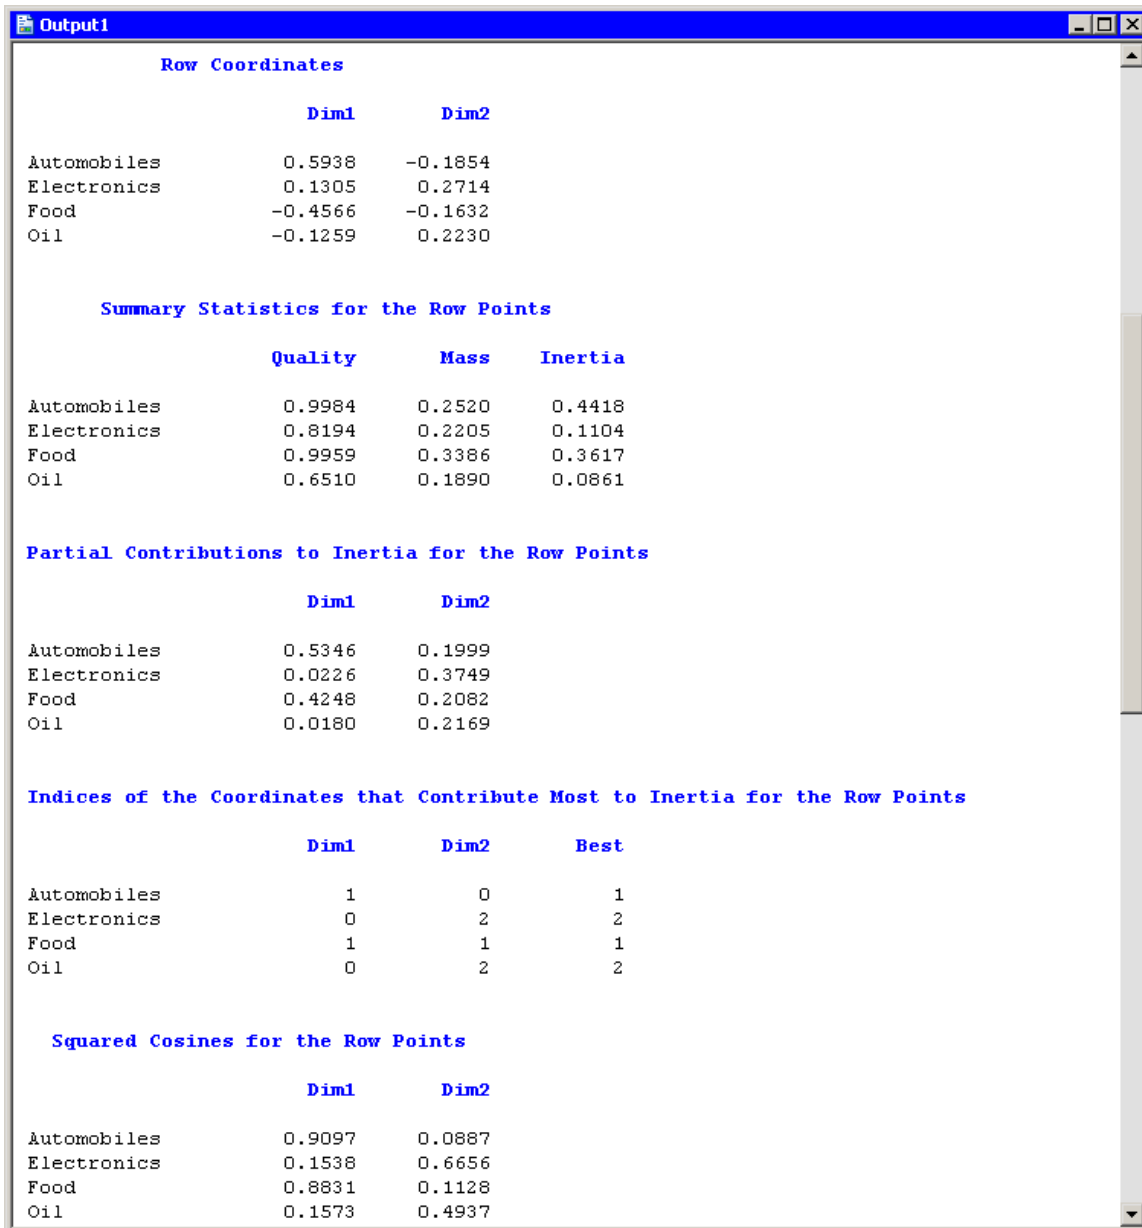 Output1
Row Coordinates
Dim1 Dim2
Automobiles 0.5938 -0.1854
Electronics 0.1305 0.2714
Food -0.4566 -0.1632
Oil -0.1259 0.2230
Summary Statistics for the Row Points
Quality Mass Inertia
Automobiles 0.9984 0.2520 0.4418
Electronics 0.8194 0.2205 0.1104
Food 0.9959 0.3386 0.3617
Oil 0.6510 0.1890 0.0861
Partial Contributions to Inertia for the Row Points
Dim1 Dim2
Automobiles 0.5346 0.1999
Electronics 0.0226 0.3749
Food 0.4248 0.2082
Oil 0.0180 0.2169
Indices of the Coordinates that Contribute Most to Inertia for the Row Points
Dim1 Dim2 Best
Automobiles 1 0 1
Electronics 0 2 2
Food 1 1 1
Oil 0 2 2
Squared Cosines for the Row Points
Dim1 Dim2
Automobiles 0.9097 0.0887
Electronics 0.1538 0.6656
Food 0.8831 0.1128
Oil 0.1573 0.4937